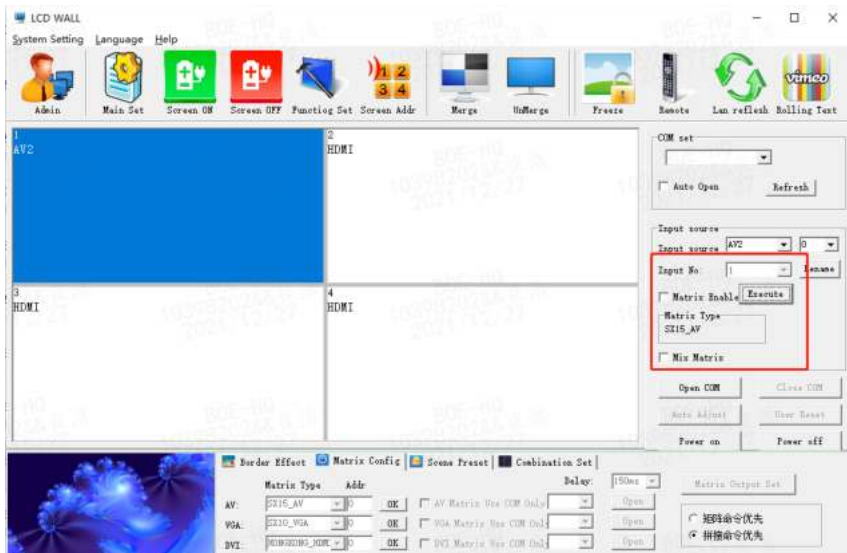 LCD WALL
System Setting Language Help
Admin Main Set Screen ON Screen OFF Functiog Set Screen Addr Merge UnMerge Freeze Remote Lan reflesh Rolling Text
vimeo
1 2
3 4
1
AV2
2
HDMI
3
HDMI
4
HDMI
COM set
Auto Open Refresh
Input source
Input source AV2 0
Input No: 1 Rename
Matrix Enable Execute
Matrix Type
SX15_AV
Mix Matrix
Open COM Close COM
Auto Adjust User Reset
Power on Power off
Border Effect Matrix Config Scene Preset Combination Set
Matrix Type Addr Delay: 150ms Matrix Output Set
AV: SX15_AV 0 OK AV Matrix Use COM Only Open
VGA: SX10_VGA 0 OK VGA Matrix Use COM Only Open
DVI: 0 OK DVI Matrix Use COM Only Open
矩阵命令优先
拼接命令优先